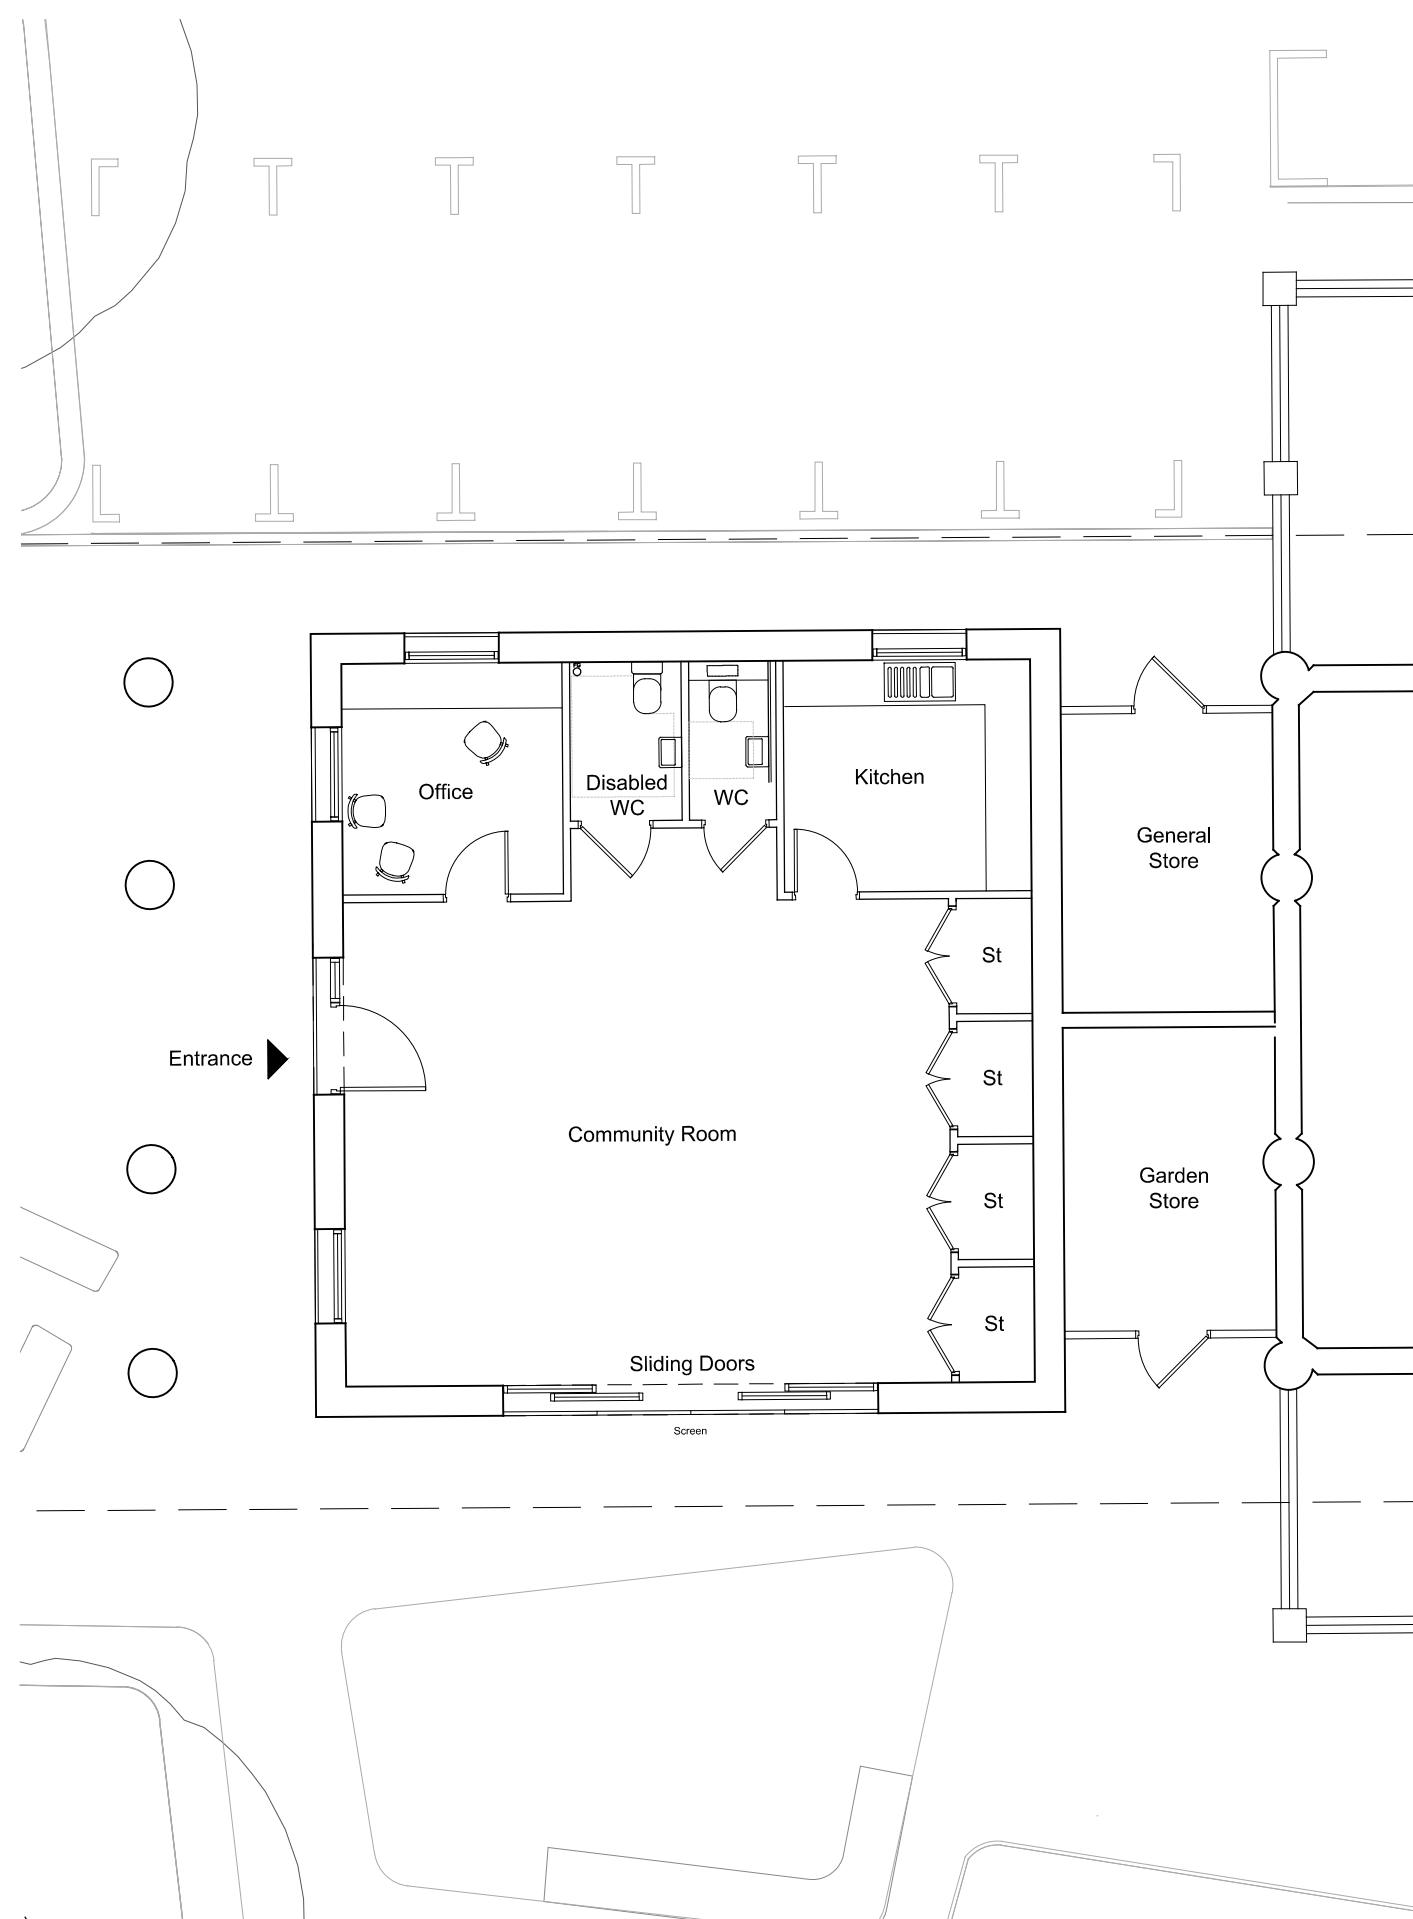 Office
Disabled
WC
WC
Kitchen
General
Store
St
Entrance
St
Community Room
St
Garden
Store
St
Sliding Doors
Screen